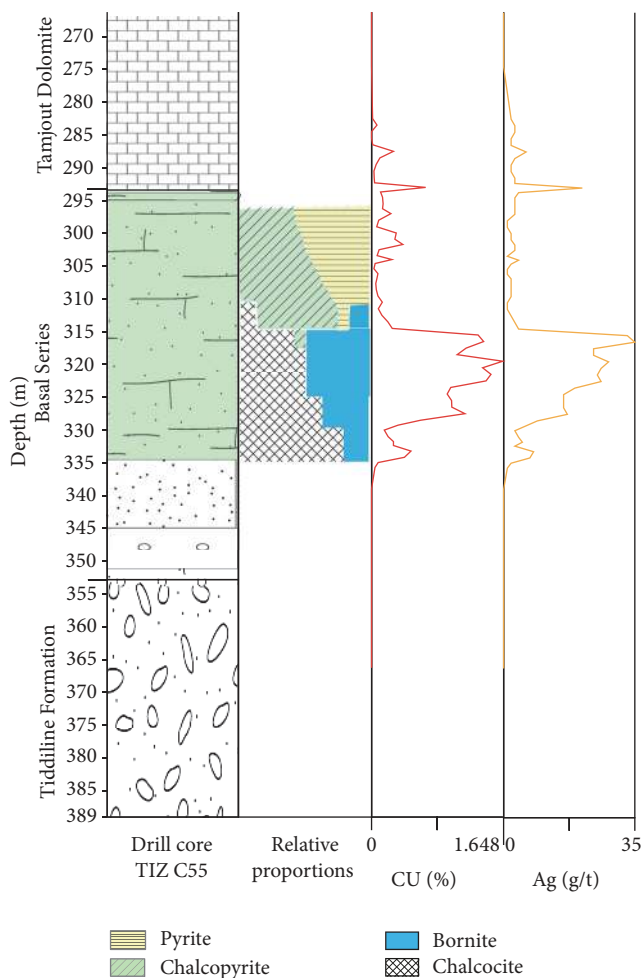 Depth (m)
Tamjout Dolomite
Basal Series
Tiddiline Formation
270
275
280
285
290
295
300
305
310
315
320
325
330
335
340
345
350
355
360
365
370
375
380
385
389
Drill core
TIZ C55
Relative
proportions
0
1.648
CU (%)
0
35
Ag (g/t)
Pyrite
Chalcopyrite
Bornite
Chalcocite